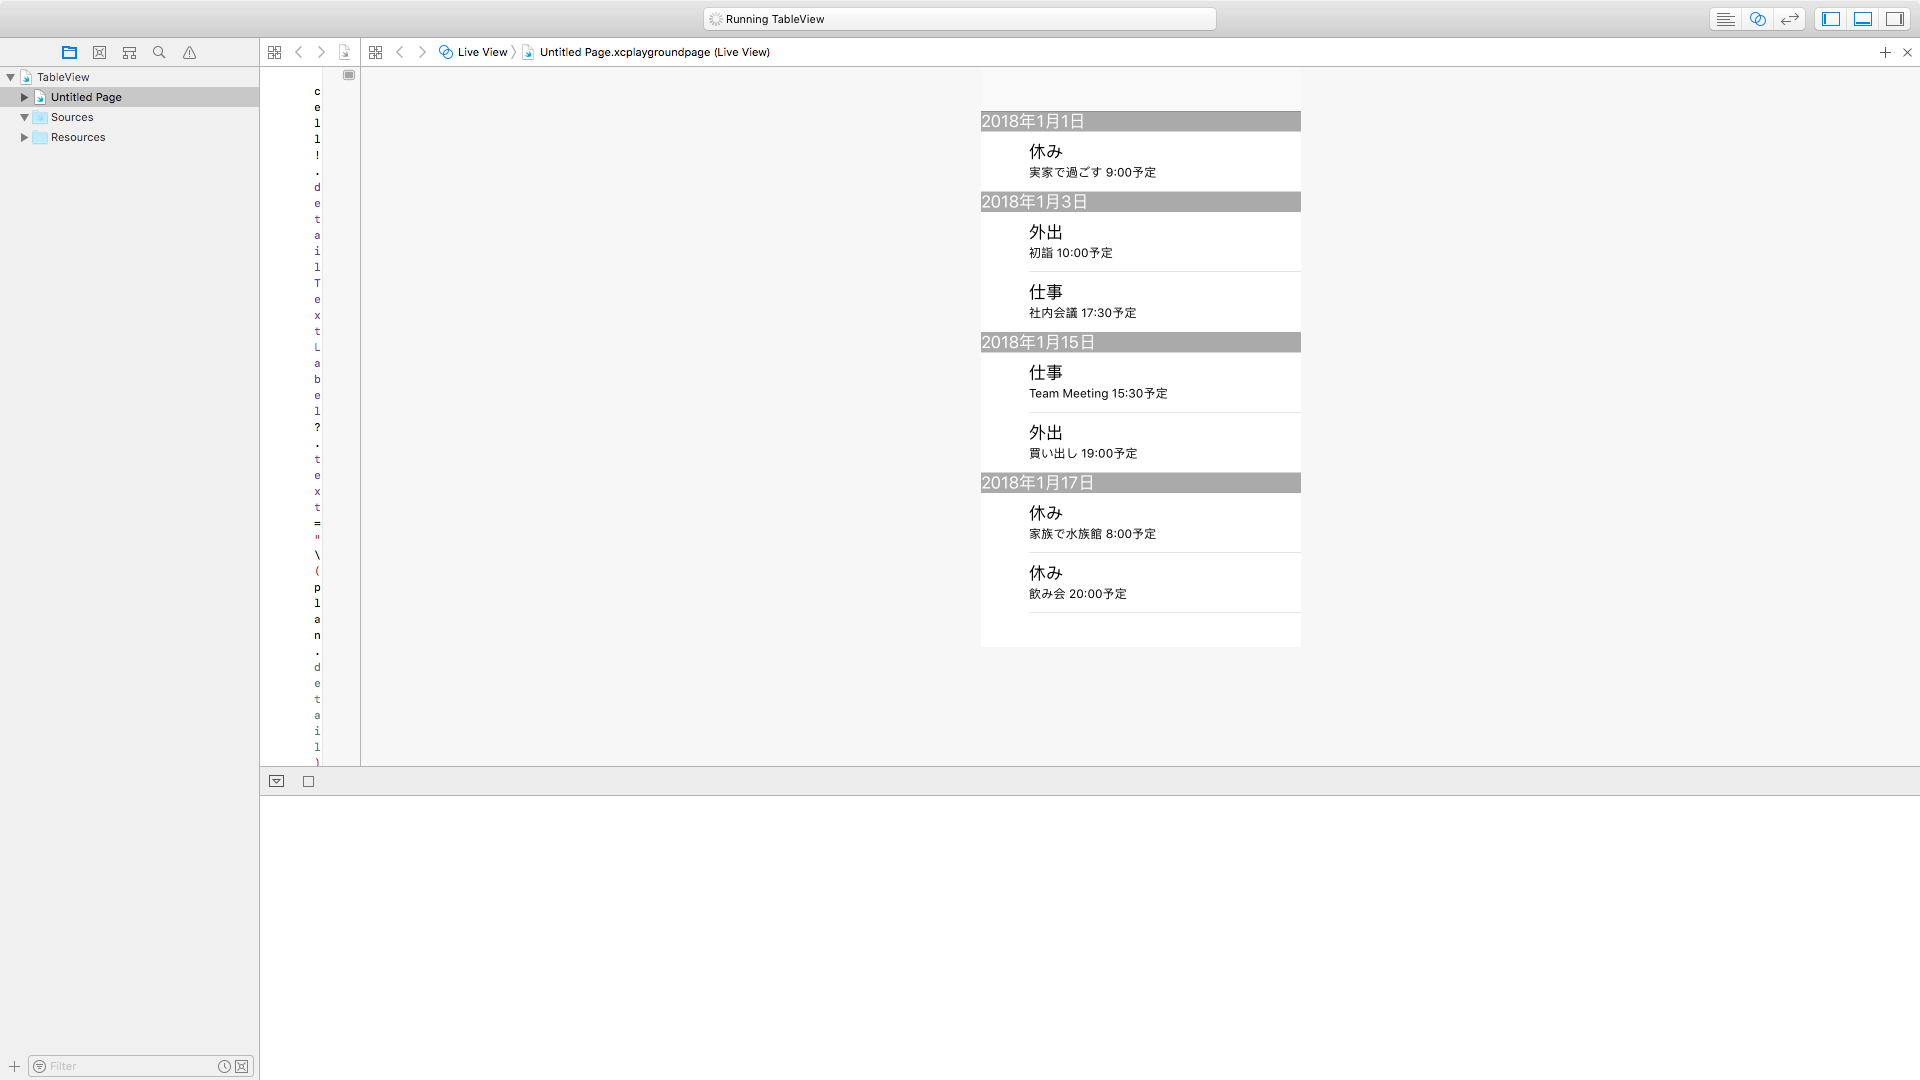 Running TableView
Live View
Untitled Page.xcplaygroundpage (Live View)
TableView
Untitled Page
Sources
Resources
cell!.detailTextLabel?.text="\(plan.detail)
2018年1月1日
休み
実家で過ごす 9:00予定
2018年1月3日
外出
初詣 10:00予定
仕事
社内会議 17:30予定
2018年1月15日
仕事
Team Meeting 15:30予定
外出
買い出し 19:00予定
2018年1月17日
休み
家族で水族館 8:00予定
休み
飲み会 20:00予定
Filter